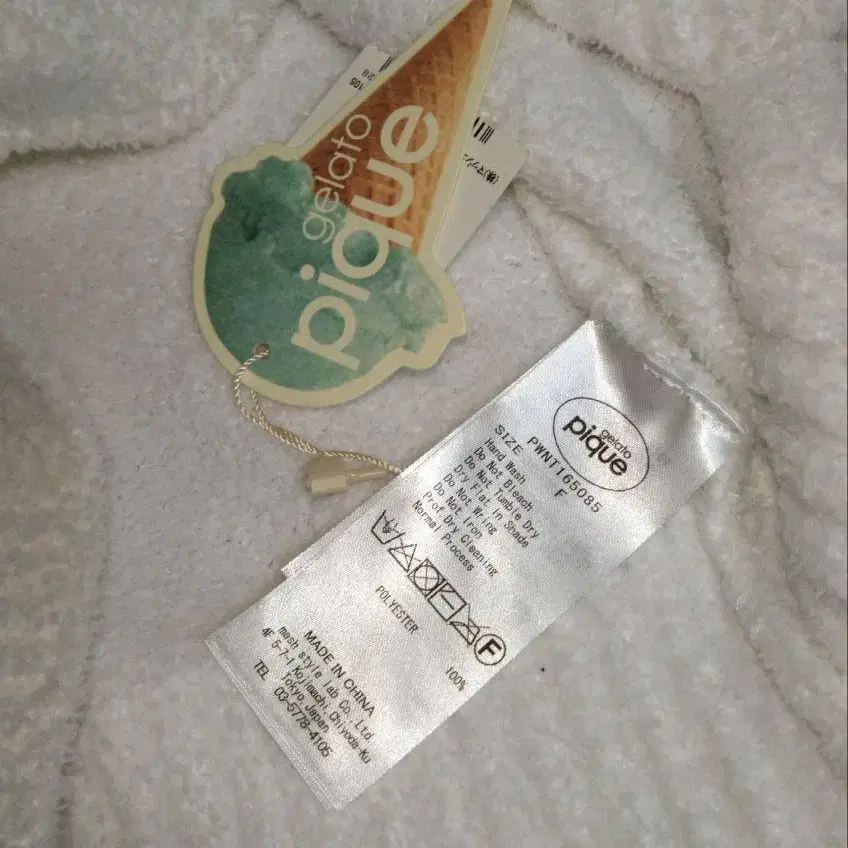 gelato
pique
105
28
gelato
pique
PWNT165085
SIZE F
Hand Wash
Do Not Bleach
Do Not Tumble Dry
Dry Flat In Shade
Do Not Wring
Do Not Iron
Prof. Dry Cleaning
Normal Process
F
POLYESTER 100%
MADE IN CHINA
mash style lab Co., Ltd.
4F 5-7-1 Kojimachi, Chiyoda-Ku
Tokyo, Japan
TEL 03-5778-4105